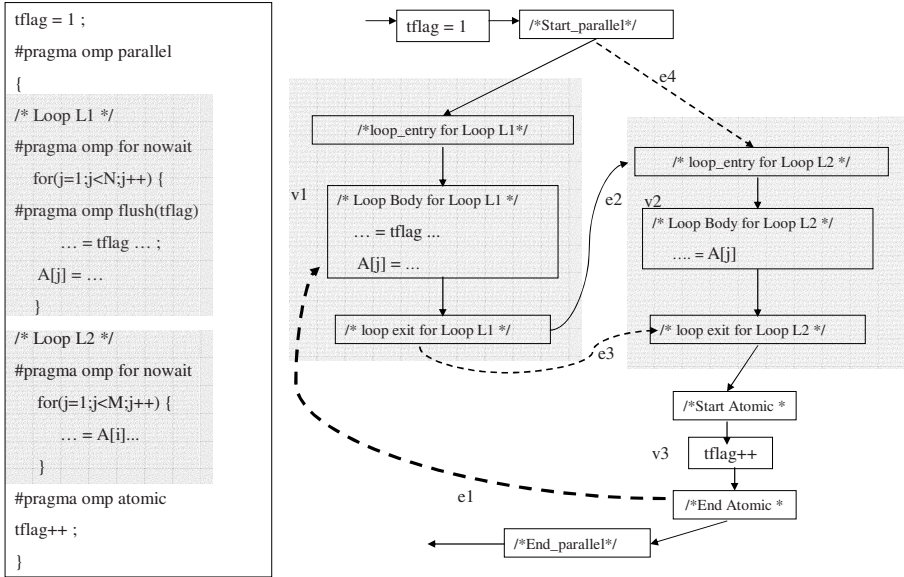 tflag = 1 ;
#pragma omp parallel
{
/* Loop L1 */
#pragma omp for nowait
for(j=1;j<N;j++) {
#pragma omp flush(tflag)
… = tflag … ;
A[j] = …
}
/* Loop L2 */
#pragma omp for nowait
for(j=1;j<M;j++) {
… = A[i]...
}
#pragma omp atomic
tflag++ ;
}
tflag = 1
/*Start_parallel*/
e4
/*loop_entry for Loop L1*/
/* loop_entry for Loop L2 */
v1
/* Loop Body for Loop L1 */
… = tflag ...
A[j] = …
e2
v2
/* Loop Body for Loop L2 */
…. = A[j]
/* loop exit for Loop L1 */
/* loop exit for Loop L2 */
e3
/*Start Atomic *
v3
tflag++
e1
/*End Atomic *
/*End_parallel*/